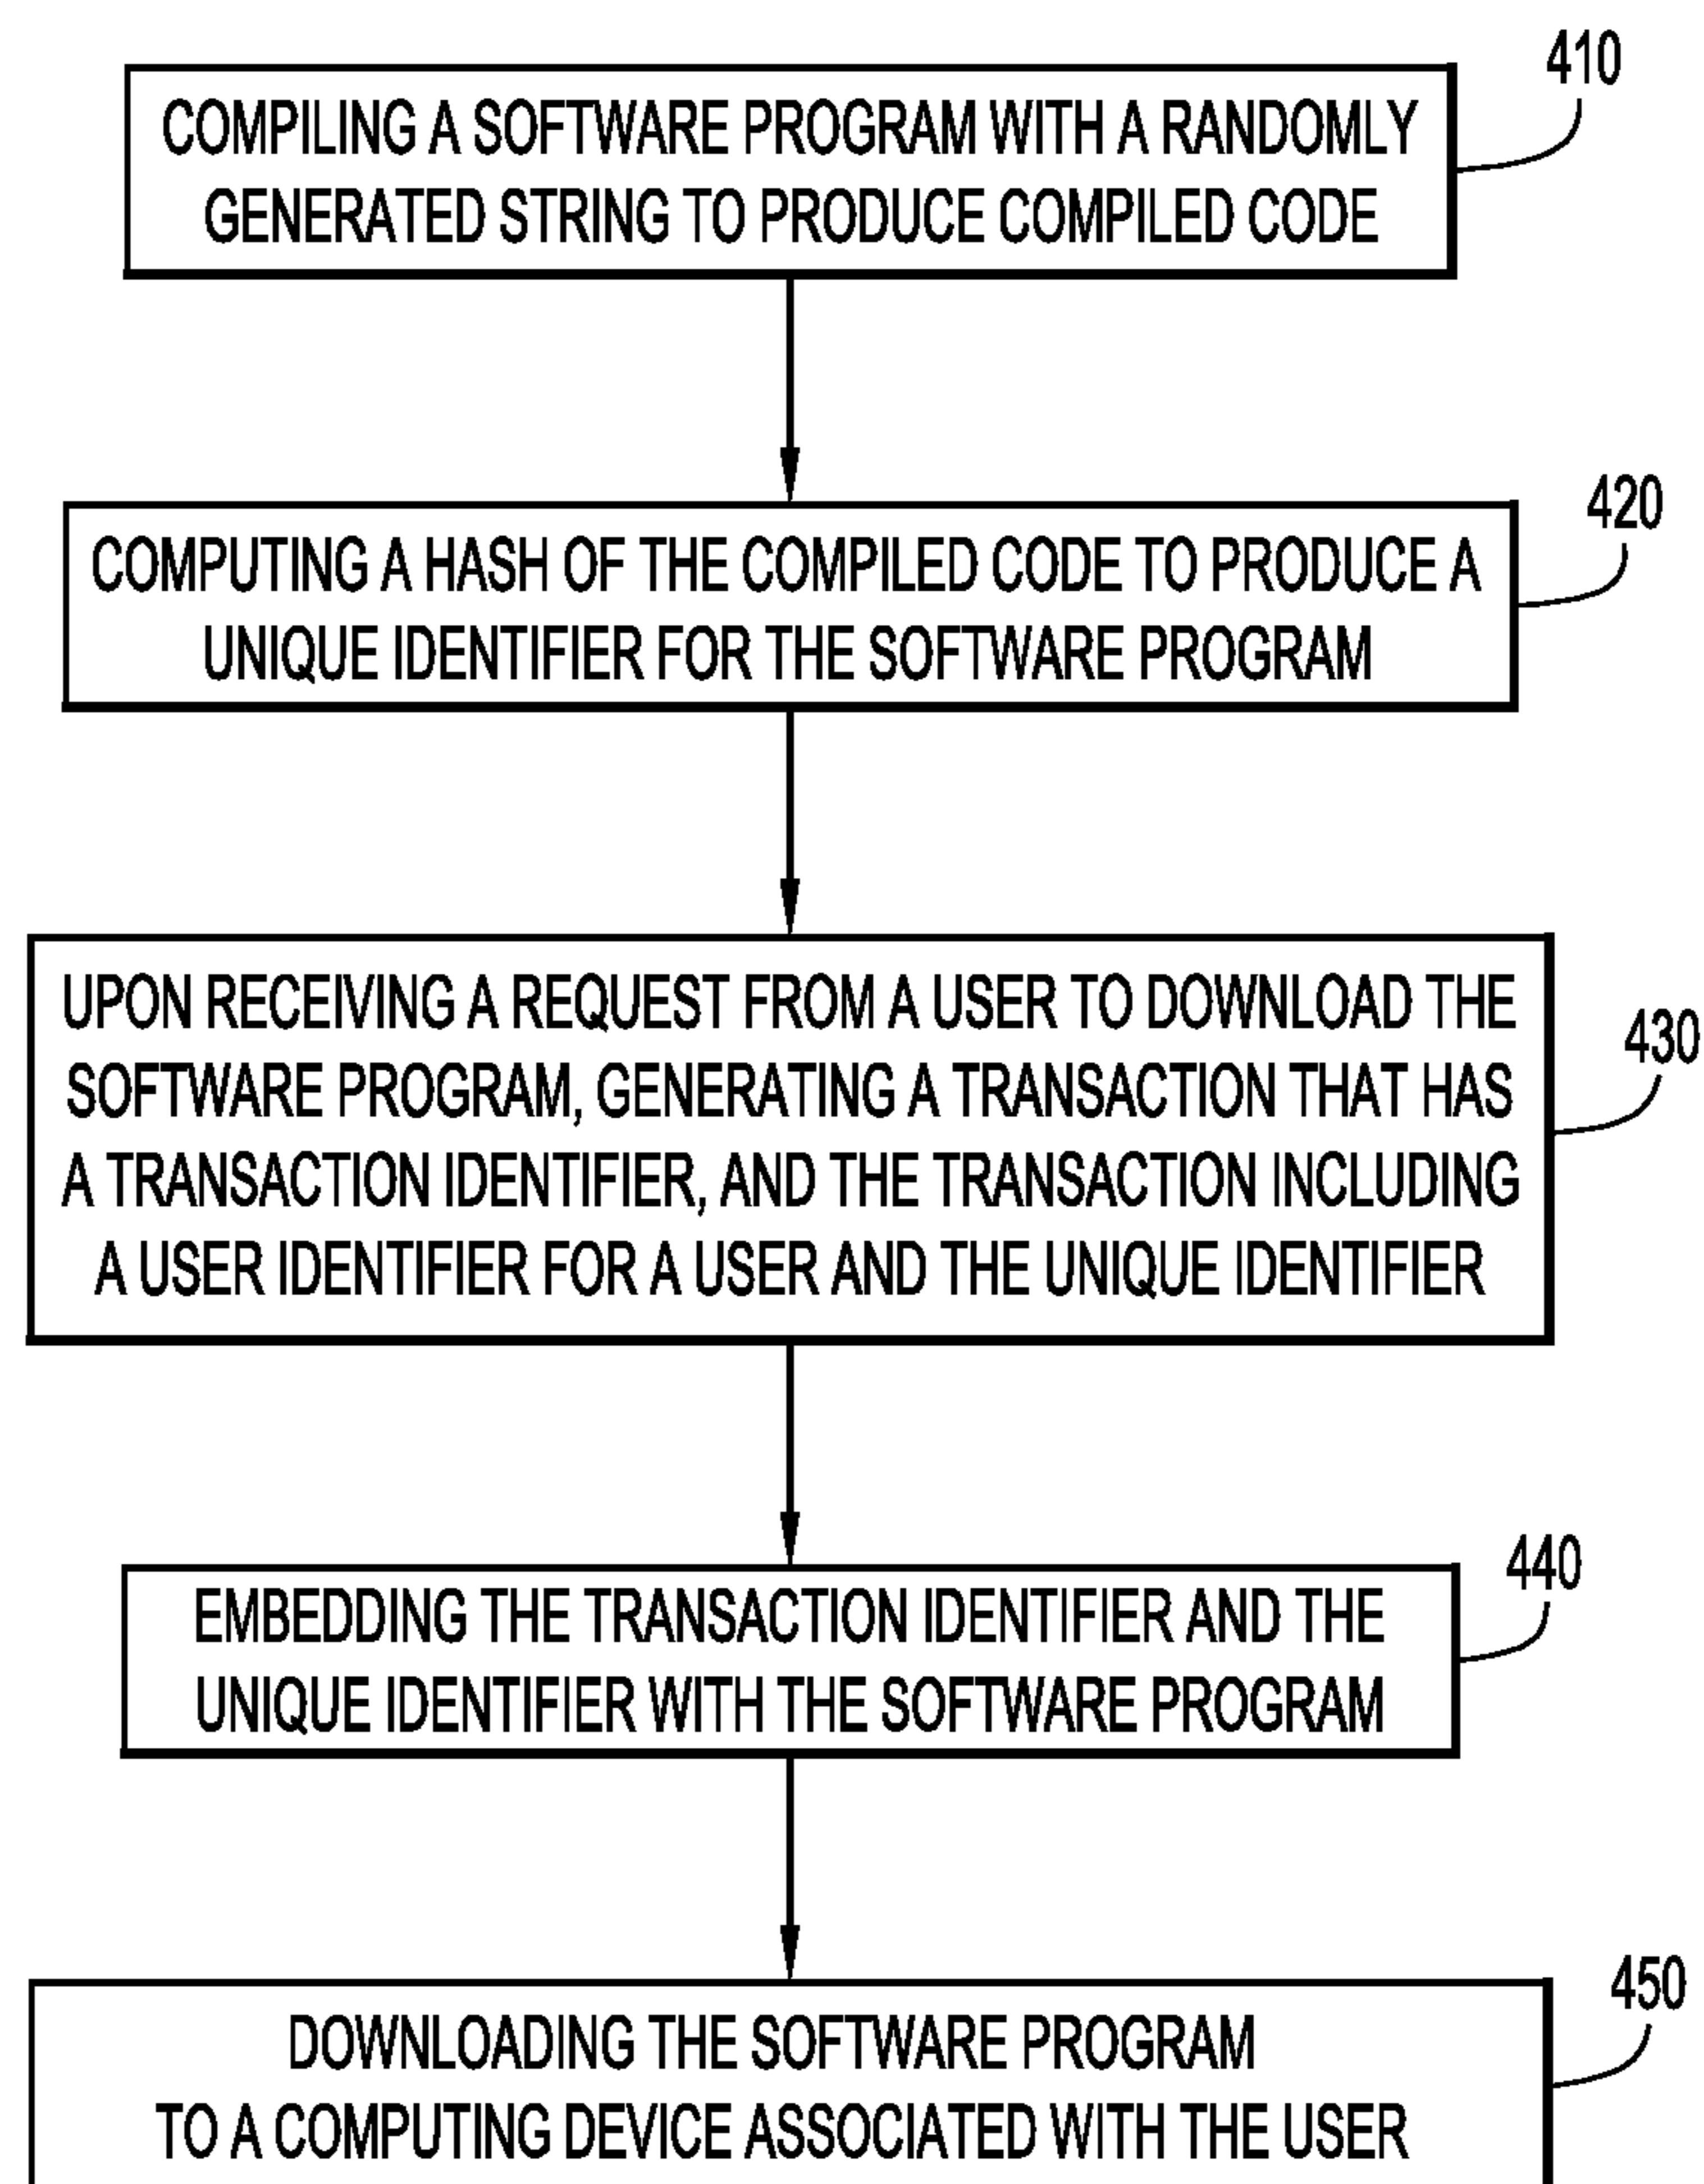 410
COMPILING A SOFTWARE PROGRAM WITH A RANDOMLY
GENERATED STRING TO PRODUCE COMPILED CODE
420
COMPUTING A HASH OF THE COMPILED CODE TO PRODUCE A
UNIQUE IDENTIFIER FOR THE SOFTWARE PROGRAM
430
UPON RECEIVING A REQUEST FROM A USER TO DOWNLOAD THE
SOFTWARE PROGRAM, GENERATING A TRANSACTION THAT HAS
A TRANSACTION IDENTIFIER, AND THE TRANSACTION INCLUDING
A USER IDENTIFIER FOR A USER AND THE UNIQUE IDENTIFIER
440
EMBEDDING THE TRANSACTION IDENTIFIER AND THE
UNIQUE IDENTIFIER WITH THE SOFTWARE PROGRAM
450
DOWNLOADING THE SOFTWARE PROGRAM
TO A COMPUTING DEVICE ASSOCIATED WITH THE USER